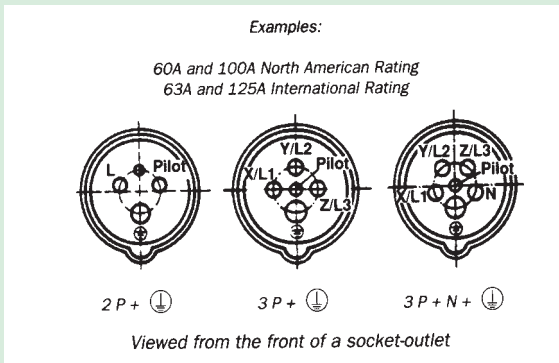 Examples:
60A and 100A North American Rating
63A and 125A International Rating
L Pilot
Y/L2
X/L1 Pilot
Z/L3
Y/L2 Z/L3
Pilot
X/L1 N
2 P + ⏚
3 P + ⏚
3 P + N + ⏚
Viewed from the front of a socket-outlet